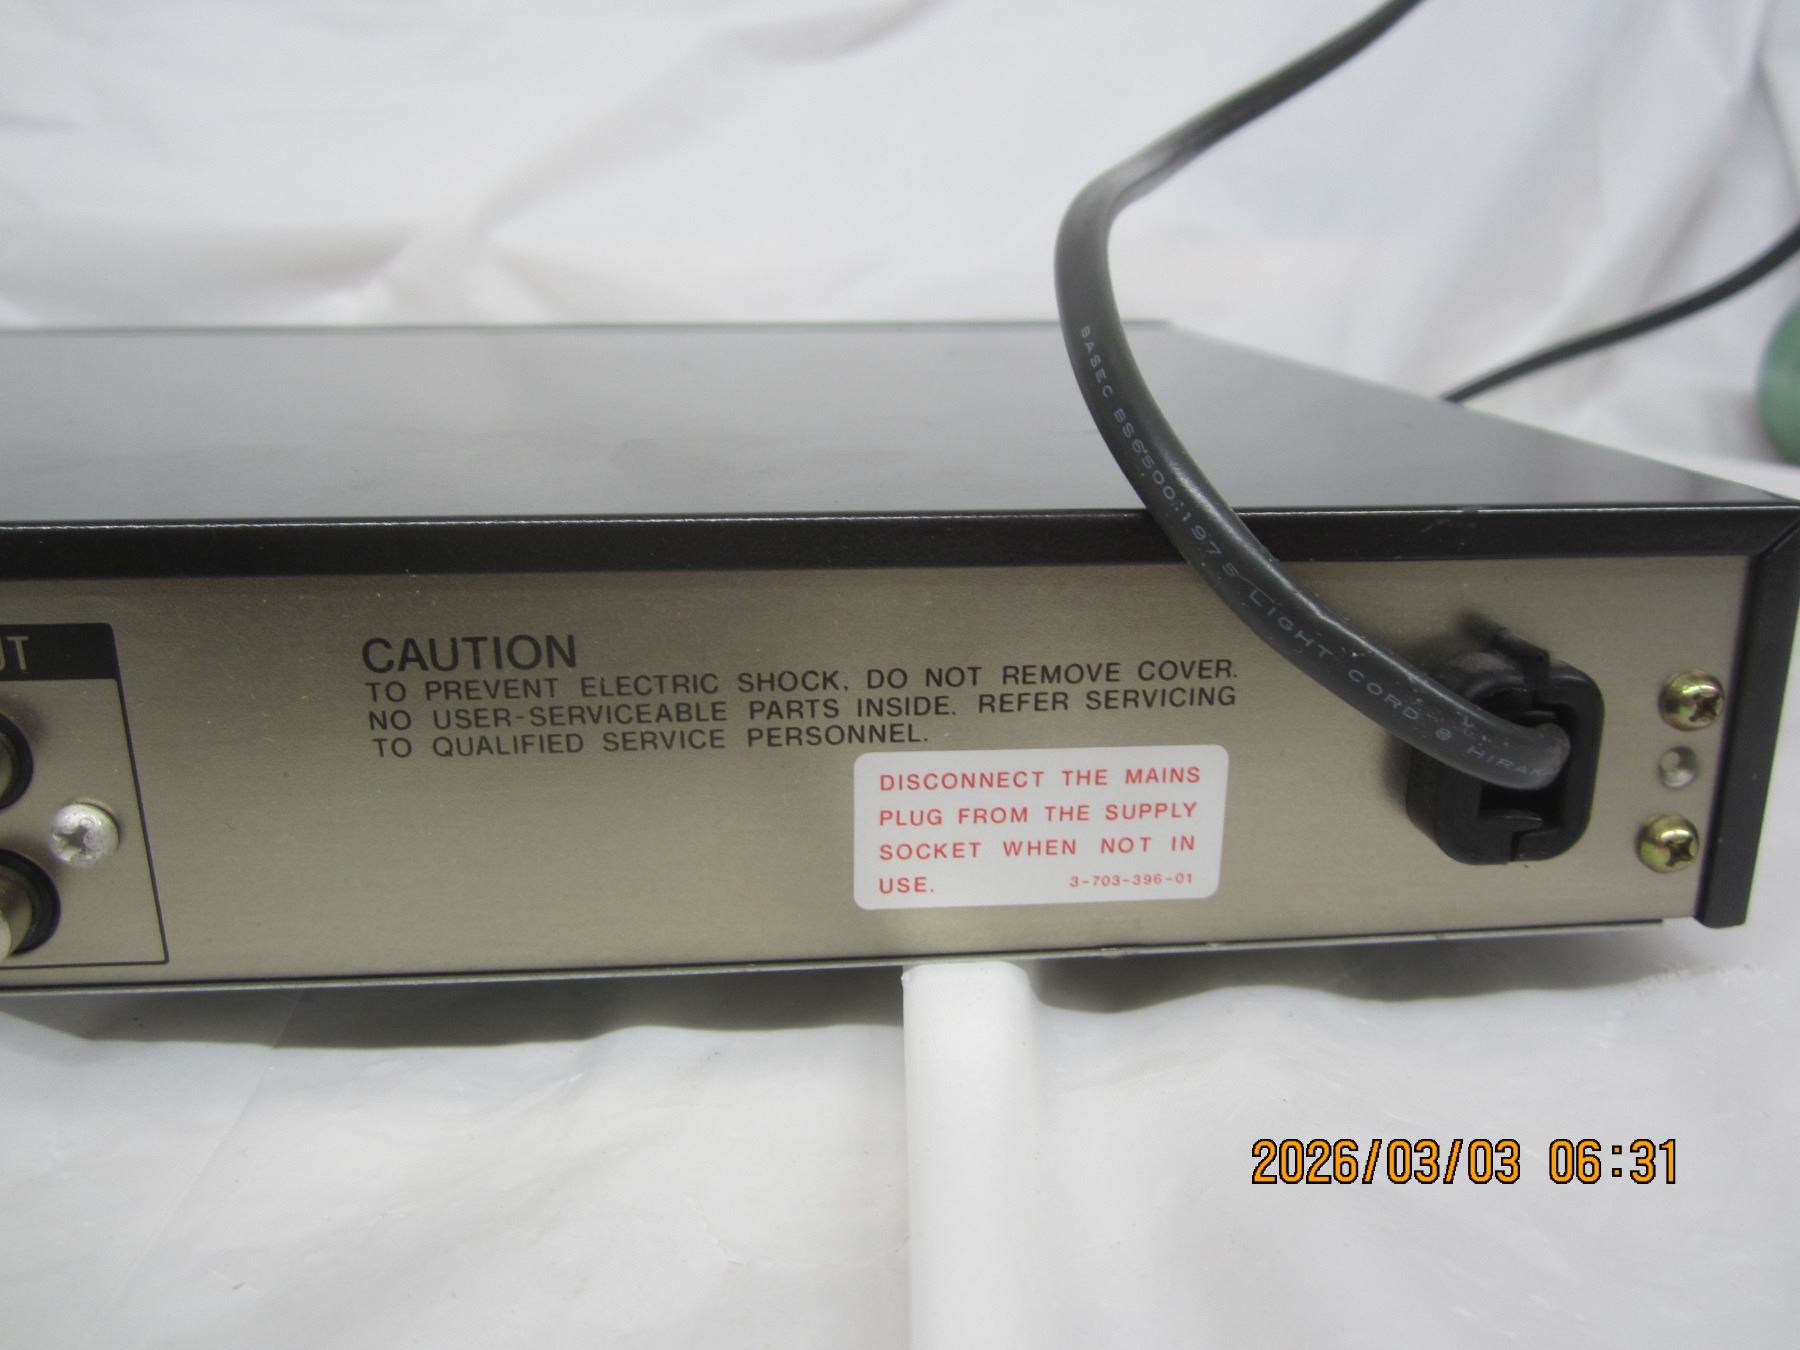 UT
CAUTION
TO PREVENT ELECTRIC SHOCK, DO NOT REMOVE COVER.
NO USER-SERVICEABLE PARTS INSIDE. REFER SERVICING
TO QUALIFIED SERVICE PERSONNEL.
DISCONNECT THE MAINS
PLUG FROM THE SUPPLY
SOCKET WHEN NOT IN
USE. 3-703-396-01
BASEC BS6500:1975 LIGHT CORD HIRAK
2026/03/03 06:31